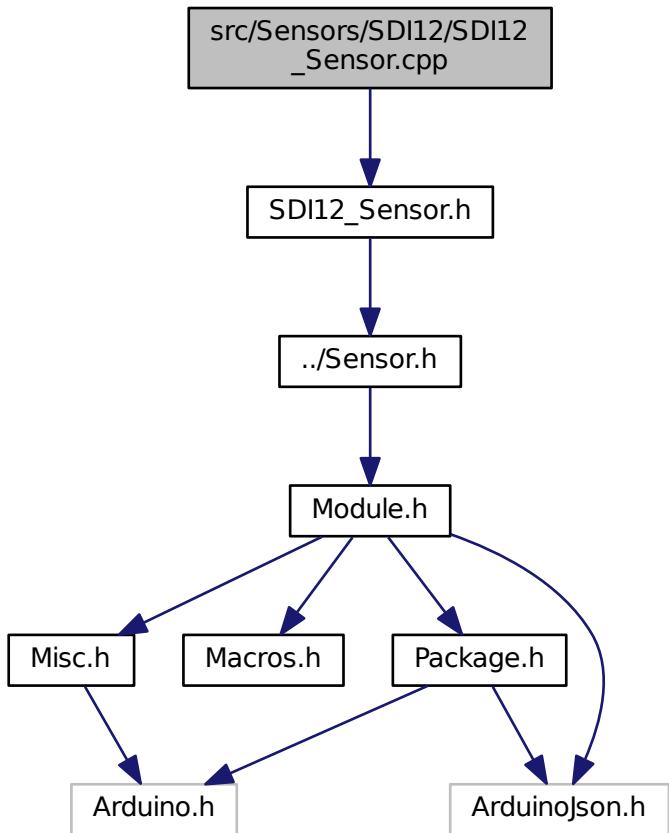 src/Sensors/SDI12/SDI12
_Sensor.cpp
SDI12_Sensor.h
../Sensor.h
Module.h
Misc.h
Macros.h
Package.h
Arduino.h
ArduinoJson.h